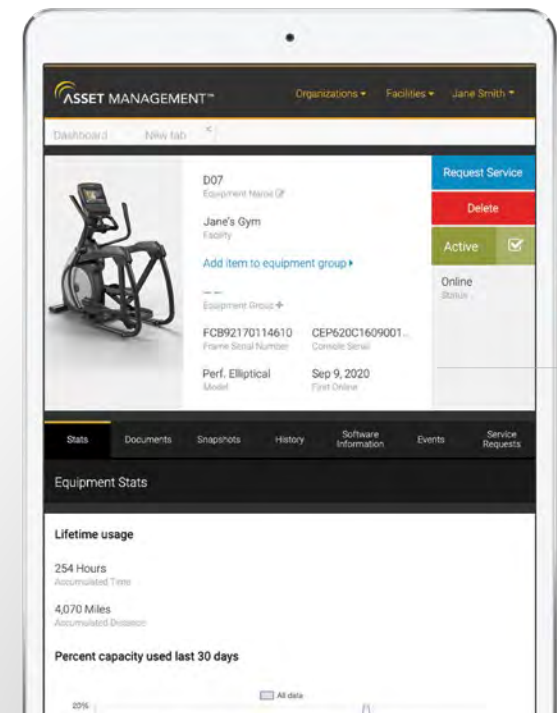 ASSET MANAGEMENT™
Organizations Facilities Jane Smith
Dashboard New tab ×
D07
Equipment Name
Jane's Gym
Facility
Add item to equipment group
– –
Equipment Group +
FCB92170114610 CEP620C1609001...
Frame Serial Number Console Serial
Perf. Elliptical Sep 9, 2020
Model First Online
Request Service
Delete
Active
Online
Status
Stats Documents Snapshots History Software Information Events Service Requests
Equipment Stats
Lifetime usage
254 Hours
Accumulated Time
4,070 Miles
Accumulated Distance
Percent capacity used last 30 days
All data
20%